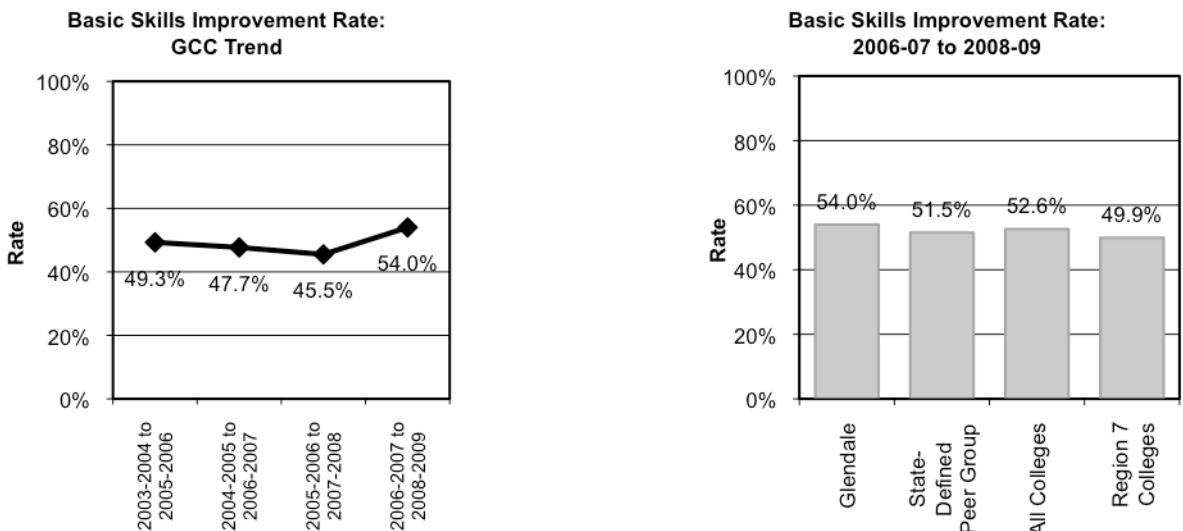 Basic Skills Improvement Rate:
GCC Trend
100%
80%
60%
40%
20%
0%
Rate
49.3%
47.7%
45.5%
54.0%
2003-2004 to
2005-2006
2004-2005 to
2006-2007
2005-2006 to
2007-2008
2006-2007 to
2008-2009
Basic Skills Improvement Rate:
2006-07 to 2008-09
100%
80%
60%
40%
20%
0%
Rate
54.0%
51.5%
52.6%
49.9%
Glendale
State-
Defined
Peer Group
All Colleges
Region 7
Colleges